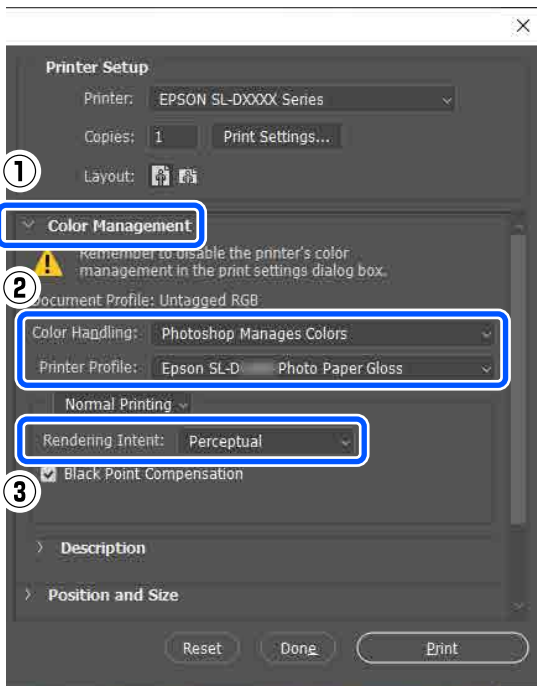 Printer Setup
Printer: EPSON SL-DXXXX Series
Copies: 1 Print Settings...
Layout:
①
Color Management
Remember to disable the printer's color
management in the print settings dialog box.
②
Document Profile: Untagged RGB
Color Handling: Photoshop Manages Colors
Printer Profile: Epson SL-D Photo Paper Gloss
Normal Printing
Rendering Intent: Perceptual
Black Point Compensation
③
Description
Position and Size
Reset Done Print